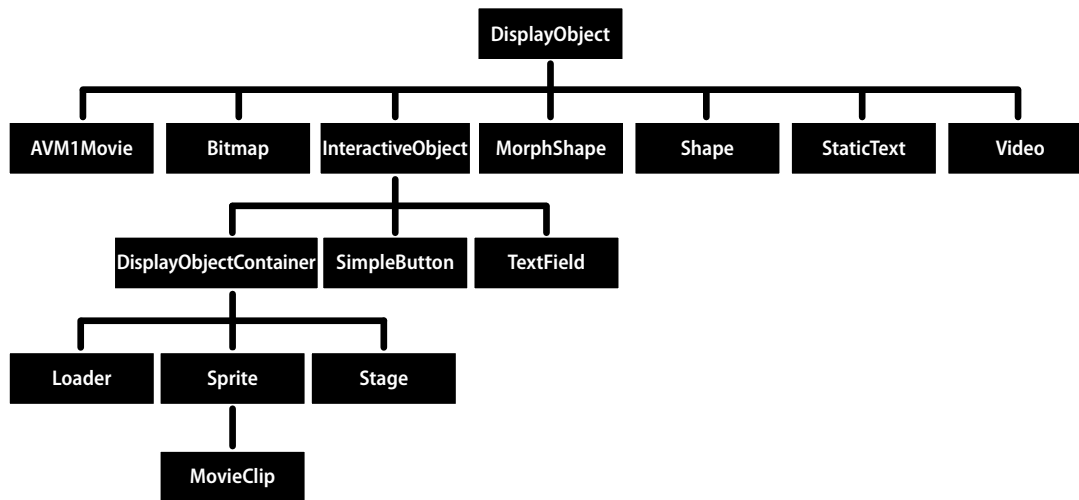 DisplayObject
AVM1Movie
Bitmap
InteractiveObject
MorphShape
Shape
StaticText
Video
DisplayObjectContainer
SimpleButton
TextField
Loader
Sprite
Stage
MovieClip